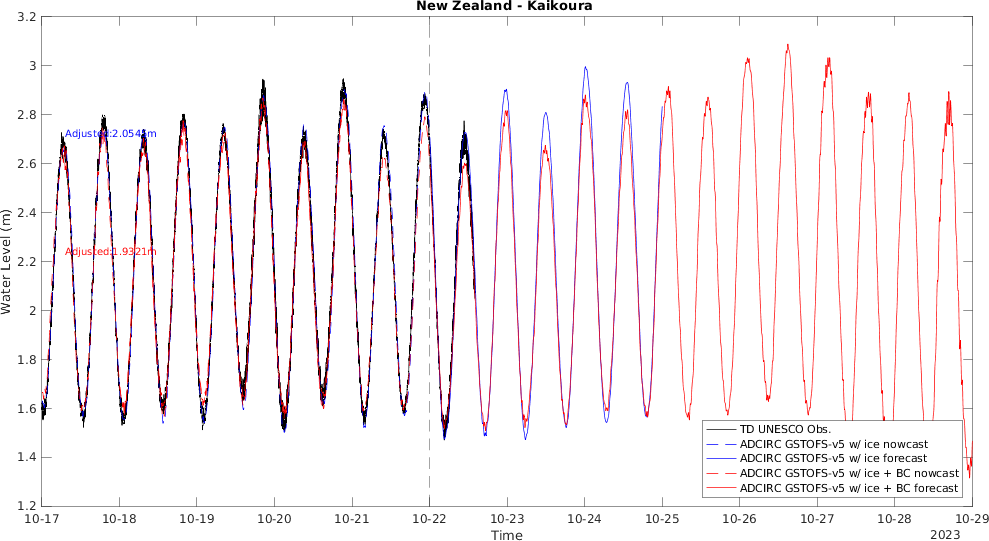 New Zealand - Kaikoura
3.2
3
2.8
2.6
2.4
2.2
2
1.8
1.6
1.4
1.2
Water Level (m)
Adjusted:2.0548m
Adjusted:1.9321m
TD UNESCO Obs.
ADCIRC GSTOFS-v5 w/ ice nowcast
ADCIRC GSTOFS-v5 w/ ice forecast
ADCIRC GSTOFS-v5 w/ ice + BC nowcast
ADCIRC GSTOFS-v5 w/ ice + BC forecast
10-17 10-18 10-19 10-20 10-21 10-22 10-23 10-24 10-25 10-26 10-27 10-28 10-29
Time 2023